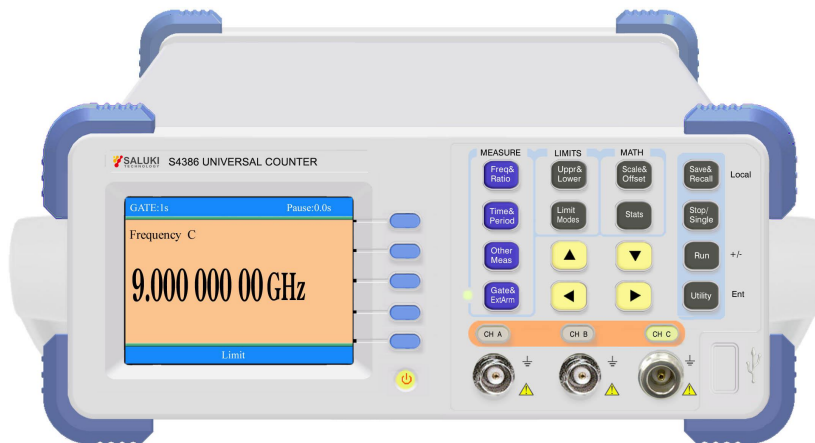 SALUKI
TECHNOLOGY
S4386 UNIVERSAL COUNTER
GATE:1s Pause:0.0s
Frequency C
9.000 000 00 GHz
Limit
MEASURE
LIMITS
MATH
Freq&
Ratio
Uppr&
Lower
Scale&
Offset
Save&
Recall
Local
Time&
Period
Limit
Modes
Stats
Stop/
Single
Other
Meas
Run
+/-
Gate&
ExtArm
Utility
Ent
CH A
CH B
CH C